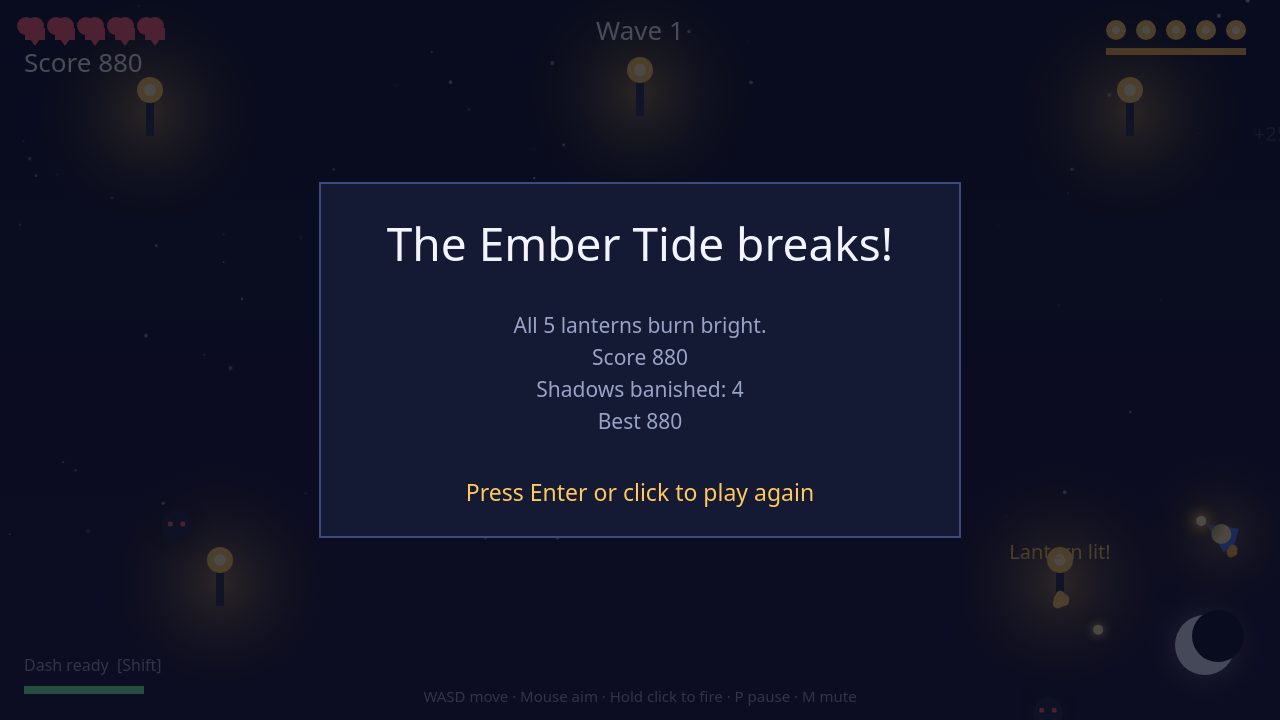 Wave 1
Score 880
The Ember Tide breaks!
All 5 lanterns burn bright.
Score 880
Shadows banished: 4
Best 880
Press Enter or click to play again
Lantern lit!
Dash ready [Shift]
WASD move · Mouse aim · Hold click to fire · P pause · M mute